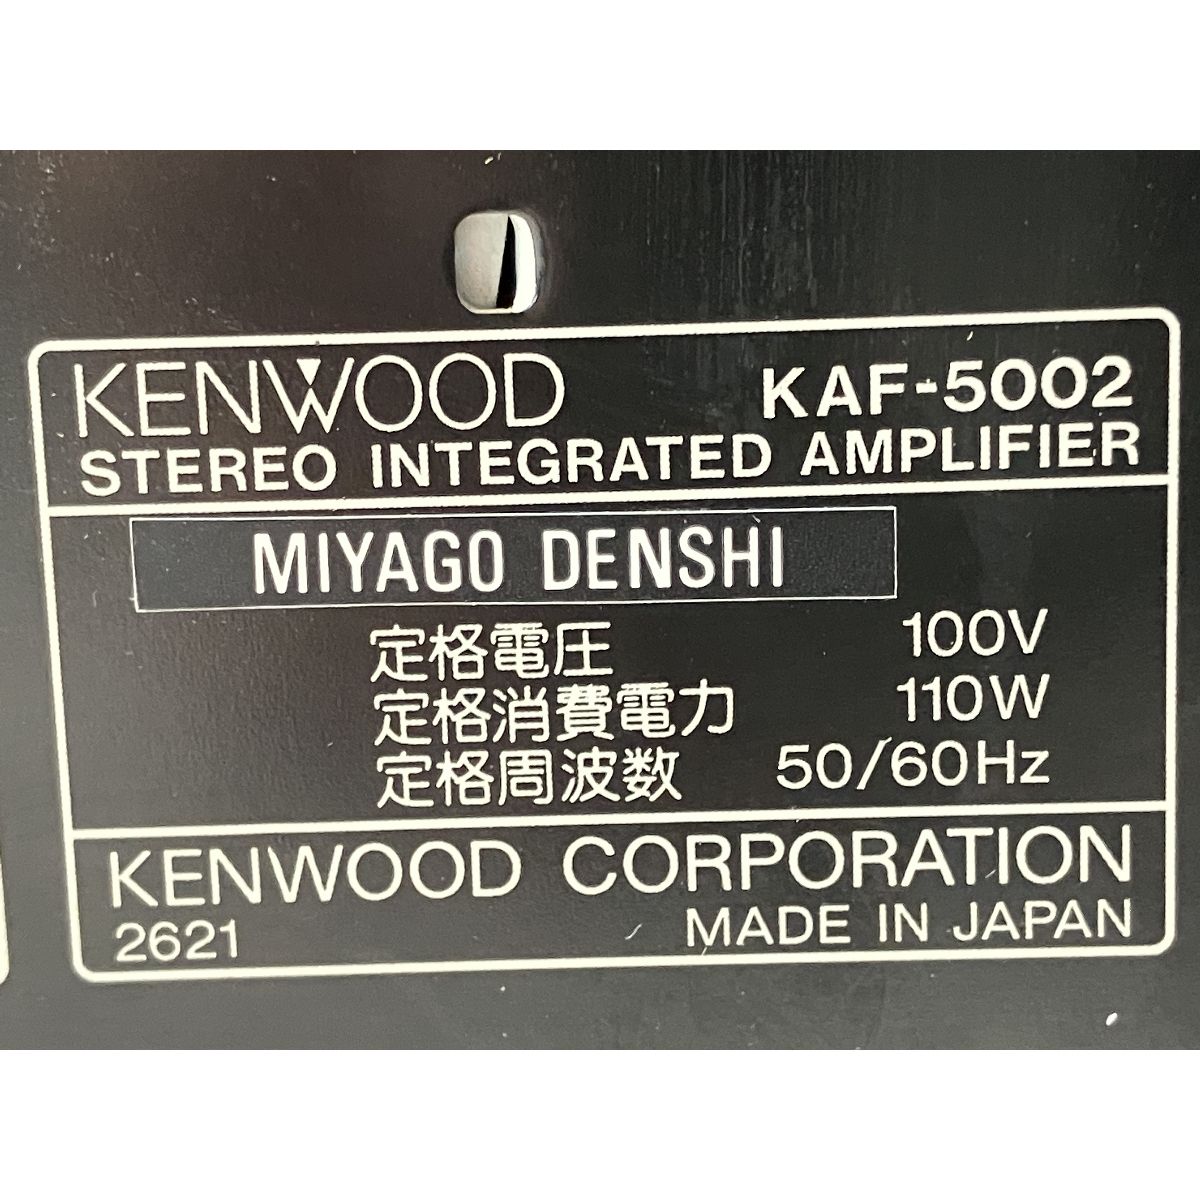 KENWOOD KAF-5002
STEREO INTEGRATED AMPLIFIER
MIYAGO DENSHI
定格電圧 100V
定格消費電力 110W
定格周波数 50/60Hz
KENWOOD CORPORATION
2621 MADE IN JAPAN